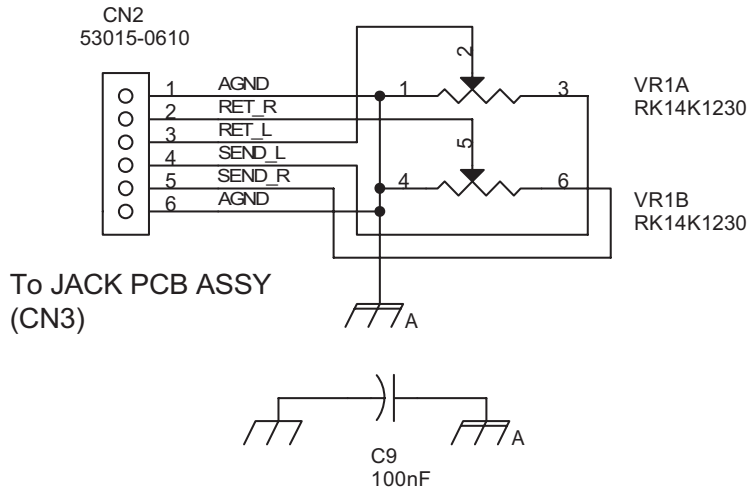 CN2
53015-0610
1 AGND
2 RET_R
3 RET_L
4 SEND_L
5 SEND_R
6 AGND
2
1
3
VR1A
RK14K1230
5
4
6
VR1B
RK14K1230
To JACK PCB ASSY
(CN3)
A
A
C9
100nF